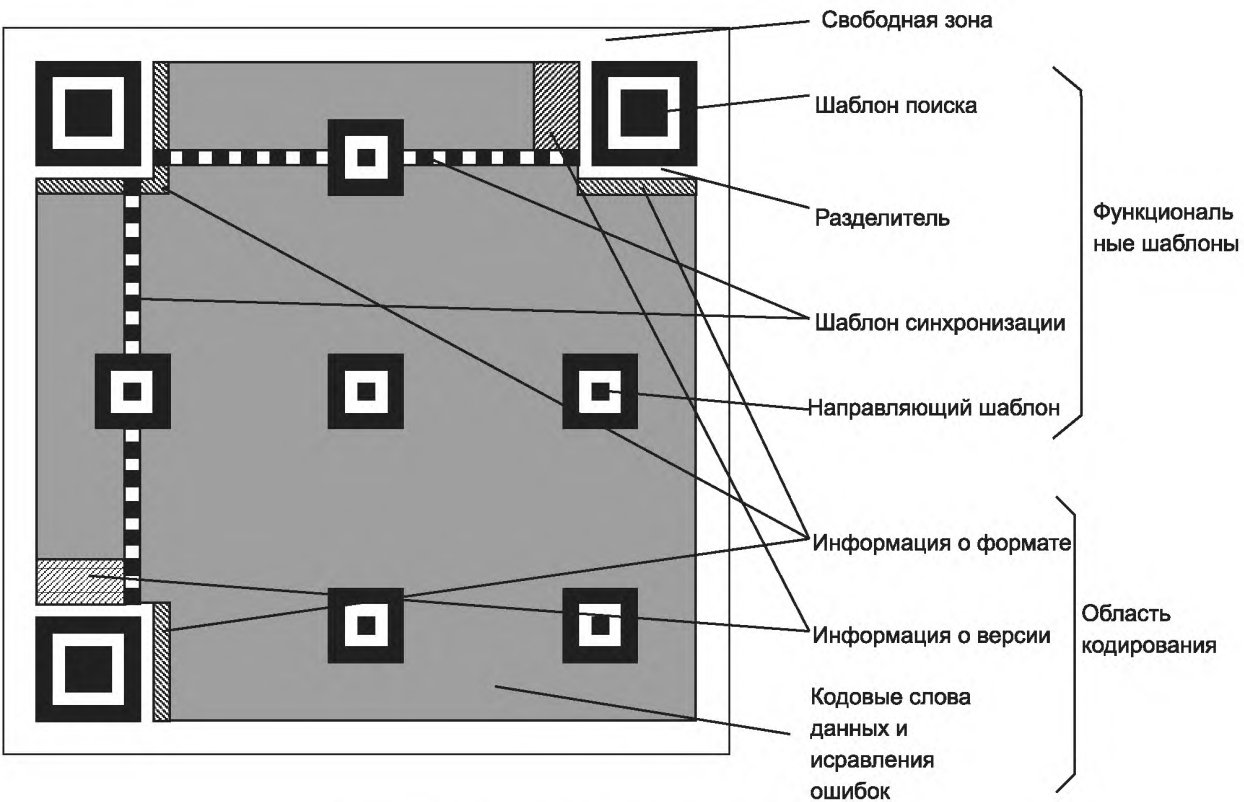 Свободная зона
Шаблон поиска
Разделитель
Функциональ
ные шаблоны
Шаблон синхронизации
Направляющий шаблон
Информация о формате
Информация о версии
Область
кодирования
Кодовые слова
данных и
исравления
ошибок